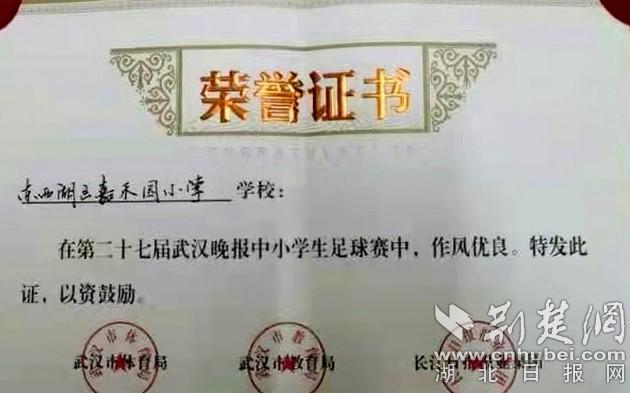 荣誉证书
东西湖区嘉禾园小学 学校：
在第二十七届武汉晚报中小学生足球赛中，作风优良。特发此
证，以资鼓励。
武汉市体育局 武汉市教育局 长江日报
荆楚网
www.cnhubei.com
湖北日报网